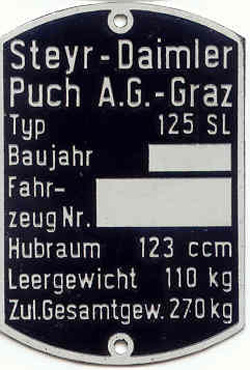 Steyr-Daimler
Puch A.G.-Graz
Typ 125 SL
Baujahr
Fahr-
zeug Nr.
Hubraum 123 ccm
Leergewicht 110 kg
Zul.Gesamtgew. 270 kg